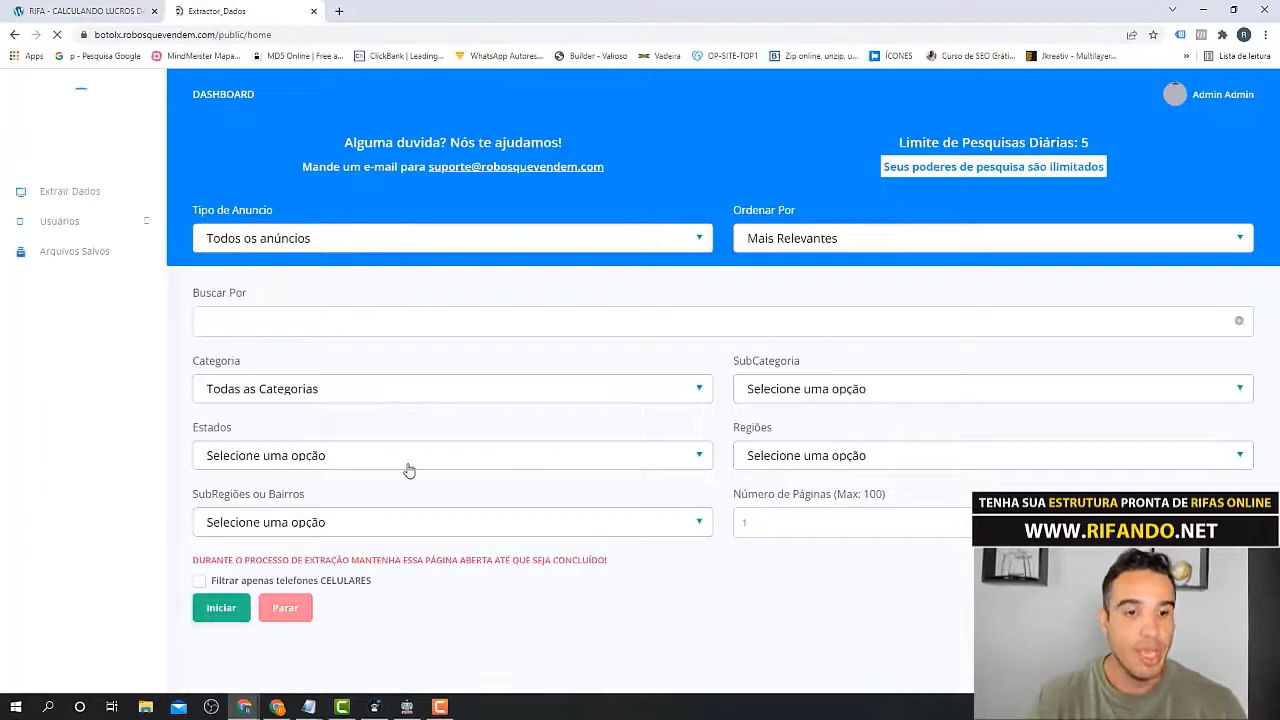 RIFA - CALCULANDO LUCROS DA
Extractor_Dados
botolx.robosquevendem.com/public/home
Apps
p - Pesquisa Google
MindMeister Mapa...
MD5 Online | Free a...
ClickBank | Leading...
WhatsApp Autores...
Builder - Valioso
Vadeira
OP-SITE-TOP1
Zip online, unzip, u...
ÍCONES
Curso de SEO Gráti...
Jkreativ - Multilayer...
»
Lista de leitura
DASHBOARD
Admin Admin
Alguma duvida? Nós te ajudamos!
Limite de Pesquisas Diárias: 5
Mande um e-mail para suporte@robosquevendem.com
Seus poderes de pesquisa são ilimitados
Extrair Dados
Usuários
Arquivos Salvos
Tipo de Anuncio
Ordenar Por
Todos os anúncios
Mais Relevantes
Buscar Por
Categoria
SubCategoria
Todas as Categorias
Selecione uma opção
Estados
Regiões
Selecione uma opção
Selecione uma opção
SubRegiões ou Bairros
Número de Páginas (Max: 100)
Selecione uma opção
1
TENHA SUA ESTRUTURA PRONTA DE RIFAS ONLINE
WWW.RIFANDO.NET
DURANTE O PROCESSO DE EXTRAÇÃO MANTENHA ESSA PÁGINA ABERTA ATÉ QUE SEJA CONCLUÍDO!
Filtrar apenas telefones CELULARES
Iniciar
Parar